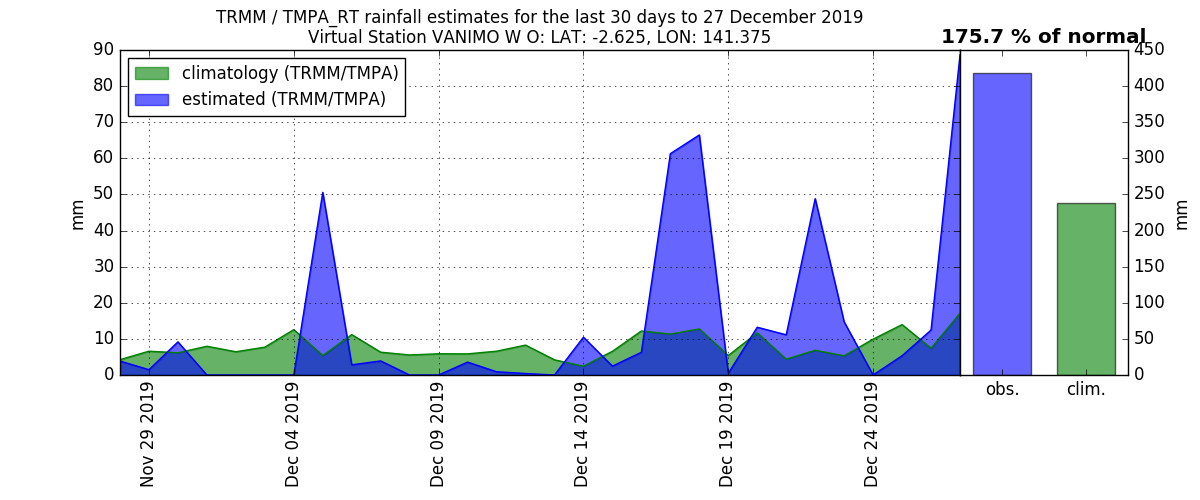 TRMM / TMPA_RT rainfall estimates for the last 30 days to 27 December 2019
Virtual Station VANIMO W O: LAT: -2.625, LON: 141.375
175.7 % of normal
climatology (TRMM/TMPA)
estimated (TRMM/TMPA)
90
80
70
60
50
40
30
20
10
0
mm
Nov 29 2019
Dec 04 2019
Dec 09 2019
Dec 14 2019
Dec 19 2019
Dec 24 2019
obs.
clim.
450
400
350
300
250
200
150
100
50
0
mm